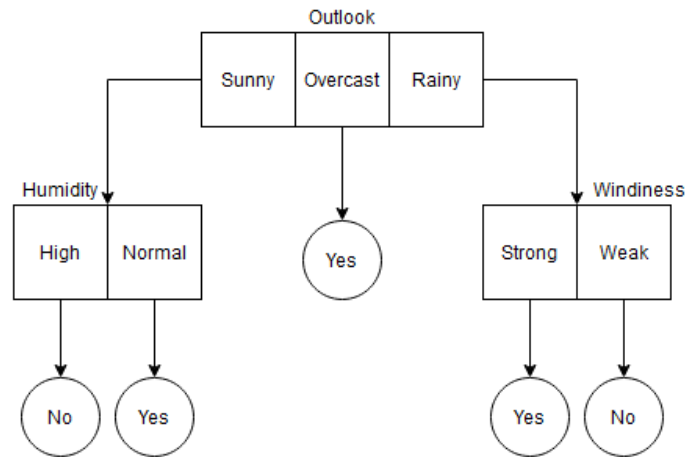 Outlook
Sunny Overcast Rainy
Humidity Windiness
High Normal Yes Strong Weak
No Yes Yes No